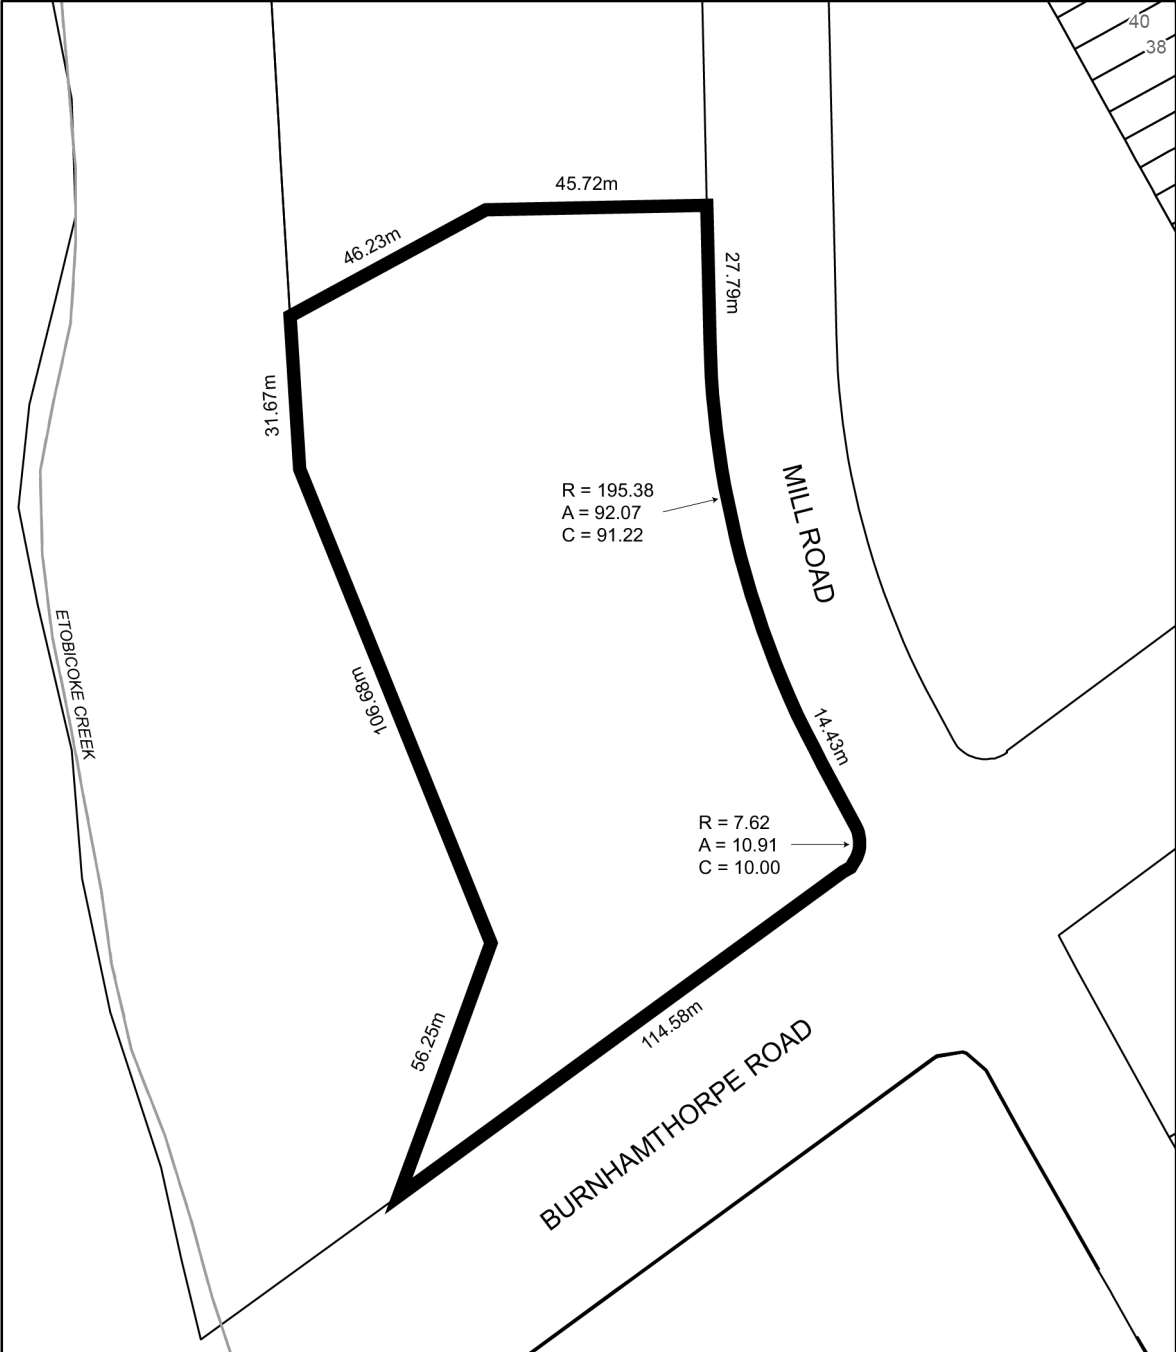 40
38
45.72m
46.23m
27.79m
31.67m
R = 195.38
A = 92.07
C = 91.22
MILL ROAD
ETOBICOKE CREEK
106.68m
14.43m
R = 7.62
A = 10.91
C = 10.00
56.25m
114.58m
BURNHAMTHORPE ROAD